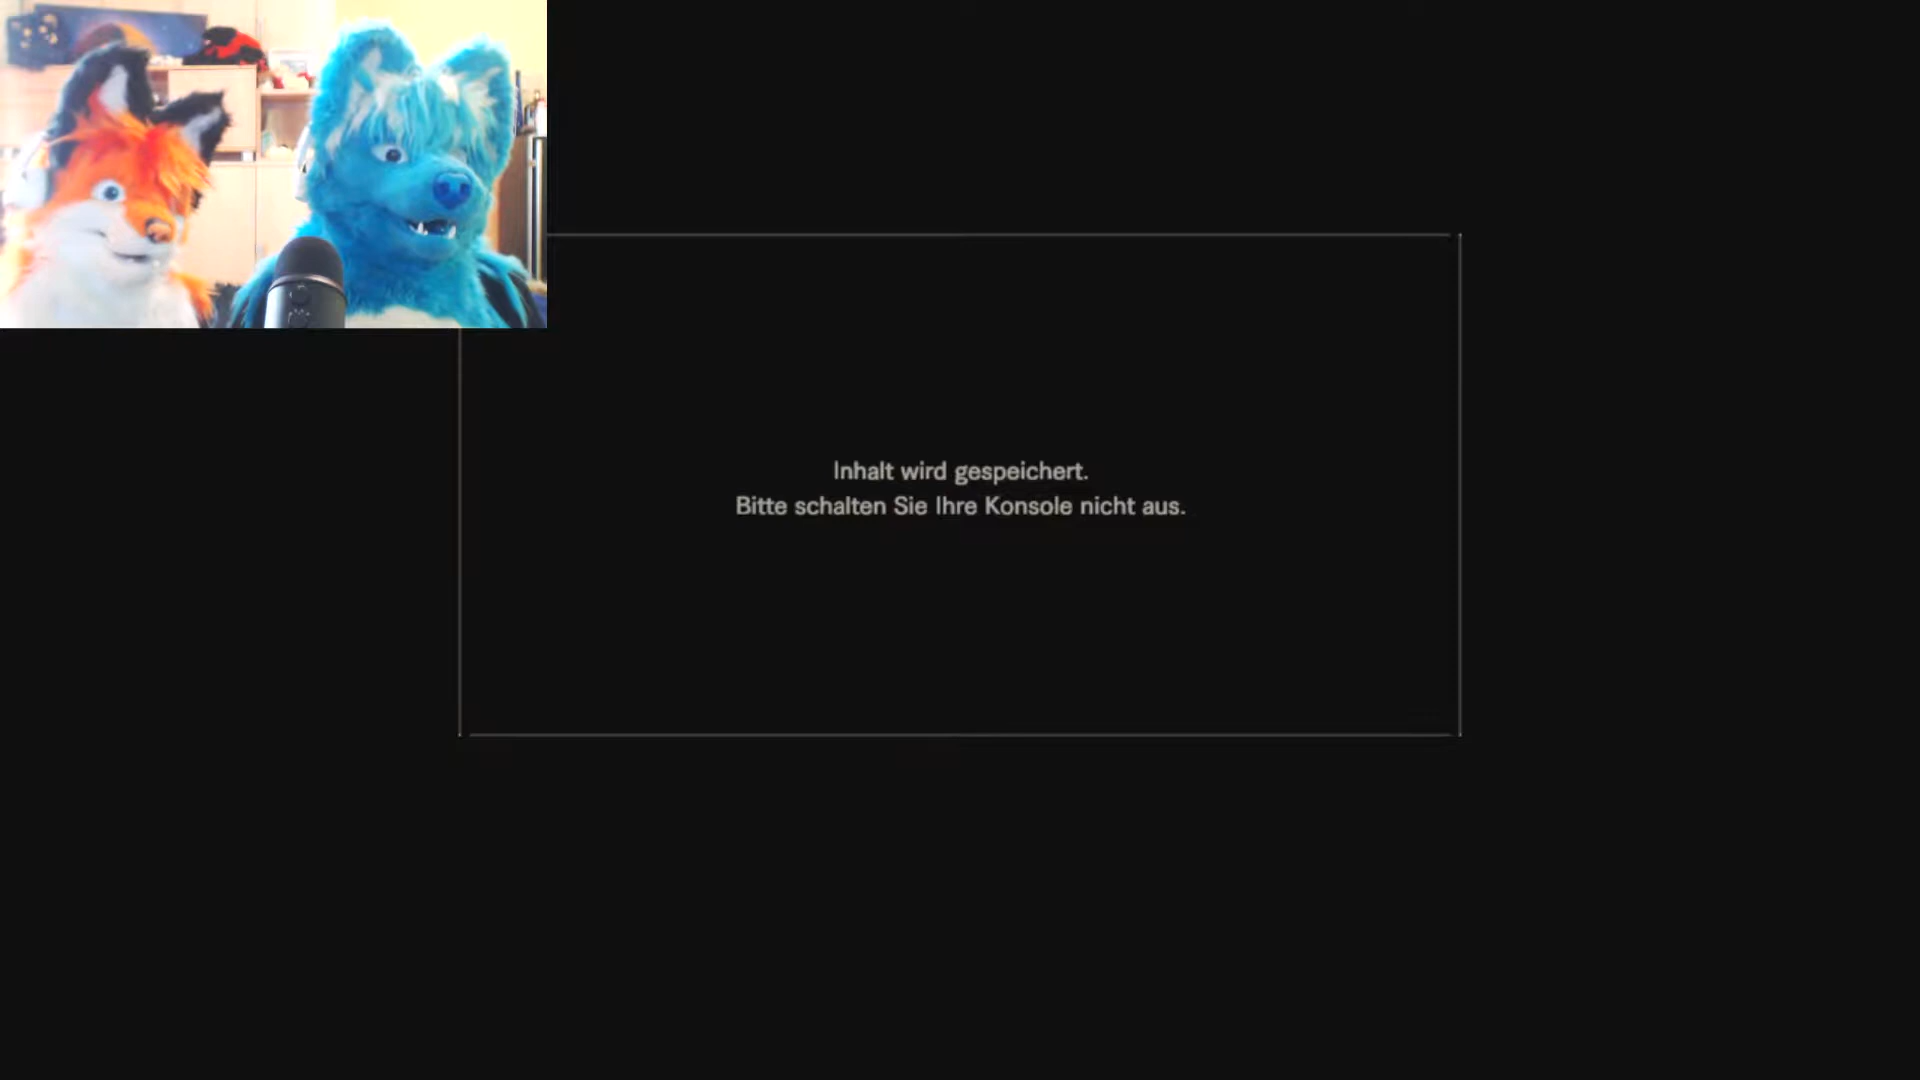 Inhalt wird gespeichert.
Bitte schalten Sie Ihre Konsole nicht aus.